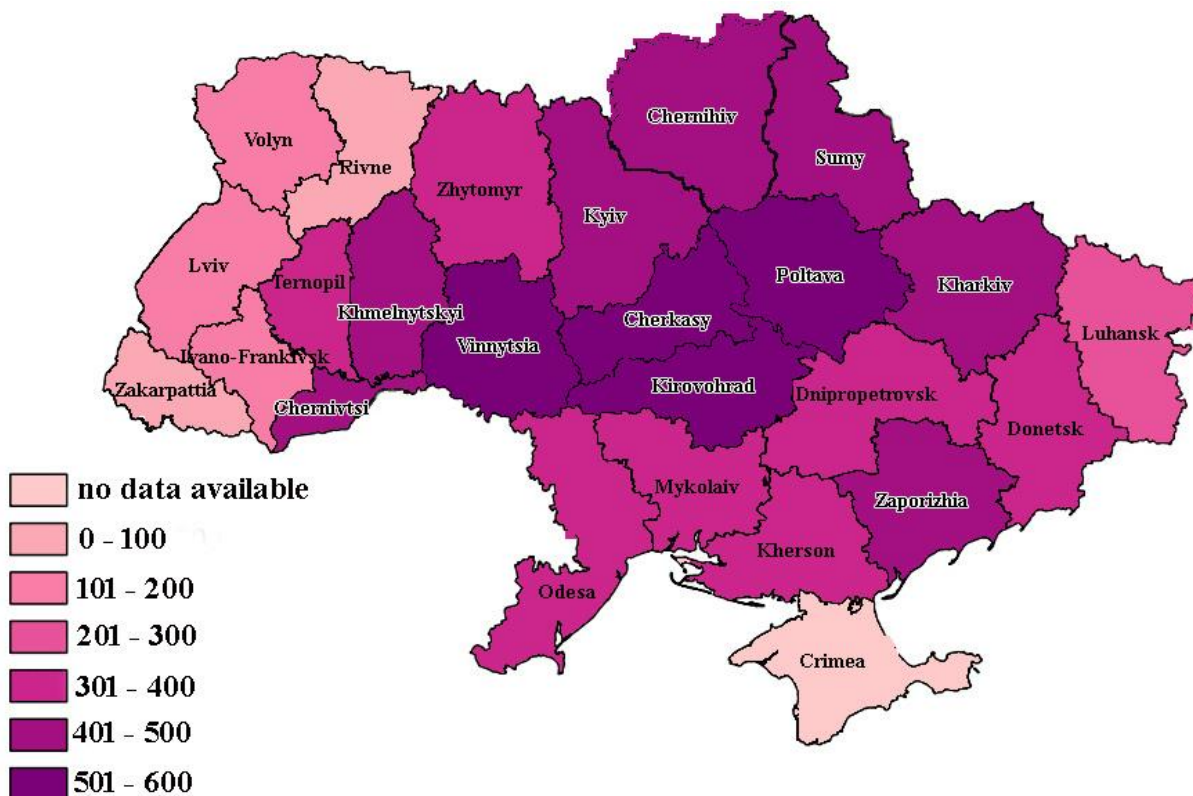 Chernihiv
Sumy
Volyn
Rivne
Zhytomyr
Kyiv
Lviv
Ternopil
Khmelnytskyi
Vinnytsia
Cherkasy
Poltava
Kharkiv
Luhansk
Ivano-Frankivsk
Zakarpattia
Chernivtsi
Kirovohrad
Dnipropetrovsk
Donetsk
Mykolaiv
Zaporizhia
Kherson
Odesa
Crimea
no data available
0 - 100
101 - 200
201 - 300
301 - 400
401 - 500
501 - 600